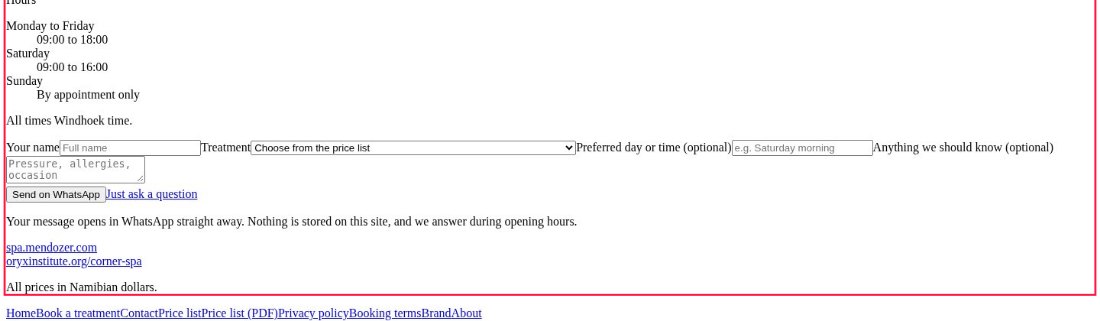 Hours
Monday to Friday
09:00 to 18:00
Saturday
09:00 to 16:00
Sunday
By appointment only
All times Windhoek time.
Your name Full name Treatment Choose from the price list Preferred day or time (optional) e.g. Saturday morning Anything we should know (optional)
Pressure, allergies,
occasion
Send on WhatsApp Just ask a question
Your message opens in WhatsApp straight away. Nothing is stored on this site, and we answer during opening hours.
spa.mendozer.com
oryxinstitute.org/corner-spa
All prices in Namibian dollars.
HomeBook a treatmentContactPrice listPrice list (PDF)Privacy policyBooking termsBrandAbout